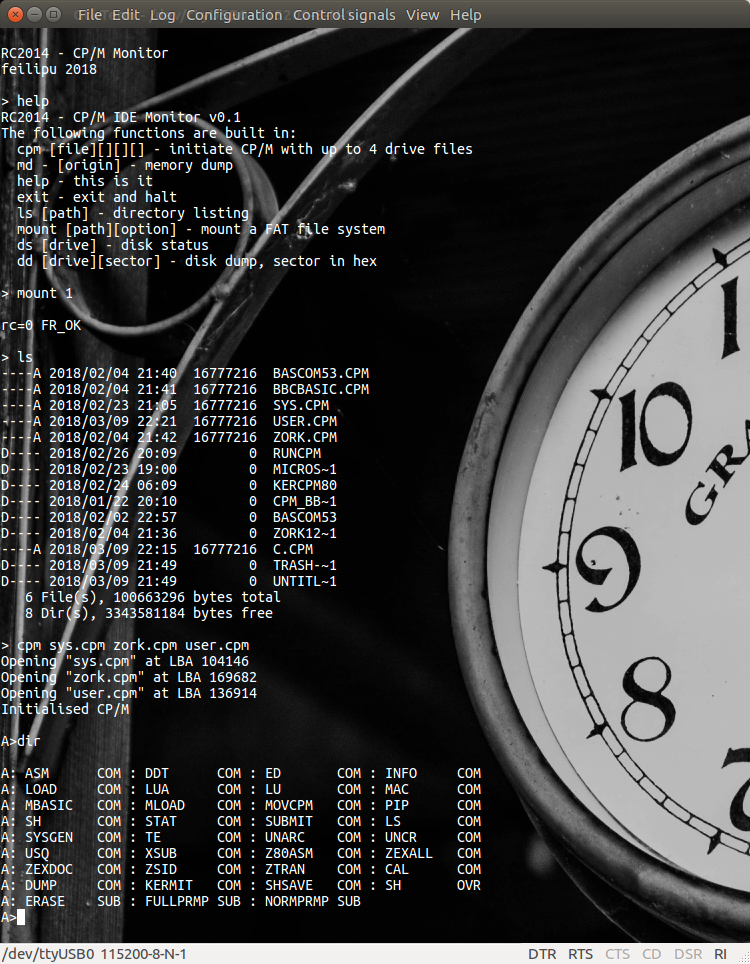 File Edit Log Configuration Control signals View Help
RC2014 - CP/M Monitor
feilipu 2018
> help
RC2014 - CP/M IDE Monitor v0.1
The following functions are built in:
  cpm [file][][][] - initiate CP/M with up to 4 drive files
  md - [origin] - memory dump
  help - this is it
  exit - exit and halt
  ls [path] - directory listing
  mount [path][option] - mount a FAT file system
  ds [drive] - disk status
  dd [drive][sector] - disk dump, sector in hex
> mount 1
rc=0 FR_OK
> ls
----A 2018/02/04 21:40  16777216  BASCOM53.CPM
----A 2018/02/04 21:41  16777216  BBCBASIC.CPM
----A 2018/02/23 21:05  16777216  SYS.CPM
----A 2018/03/09 22:21  16777216  USER.CPM
----A 2018/02/04 21:42  16777216  ZORK.CPM
D---- 2018/02/26 20:09         0  RUNCPM
D---- 2018/02/23 19:00         0  MICROS~1
D---- 2018/02/24 06:09         0  KERCPM80
D---- 2018/01/22 20:10         0  CPM_BB~1
D---- 2018/02/02 22:57         0  BASCOM53
D---- 2018/02/04 21:36         0  ZORK12~1
----A 2018/03/09 22:15  16777216  C.CPM
D---- 2018/03/09 21:49         0  TRASH-~1
D---- 2018/03/09 21:49         0  UNTITL~1
   6 File(s), 100663296 bytes total
   8 Dir(s), 3343581184 bytes free
> cpm sys.cpm zork.cpm user.cpm
Opening "sys.cpm" at LBA 104146
Opening "zork.cpm" at LBA 169682
Opening "user.cpm" at LBA 136914
Initialised CP/M
A>dir
A: ASM      COM : DDT      COM : ED       COM : INFO     COM
A: LOAD     COM : LUA      COM : LU       COM : MAC      COM
A: MBASIC   COM : MLOAD    COM : MOVCPM   COM : PIP      COM
A: SH       COM : STAT     COM : SUBMIT   COM : LS       COM
A: SYSGEN   COM : TE       COM : UNARC    COM : UNCR     COM
A: USQ      COM : XSUB     COM : Z80ASM   COM : ZEXALL   COM
A: ZEXDOC   COM : ZSID     COM : ZTRAN    COM : CAL      COM
A: DUMP     COM : KERMIT   COM : SHSAVE   COM : SH       OVR
A: ERASE    SUB : FULLPRMP SUB : NORMPRMP SUB
A>
1
10
9
8
/dev/ttyUSB0 115200-8-N-1
DTR RTS CTS CD DSR RI